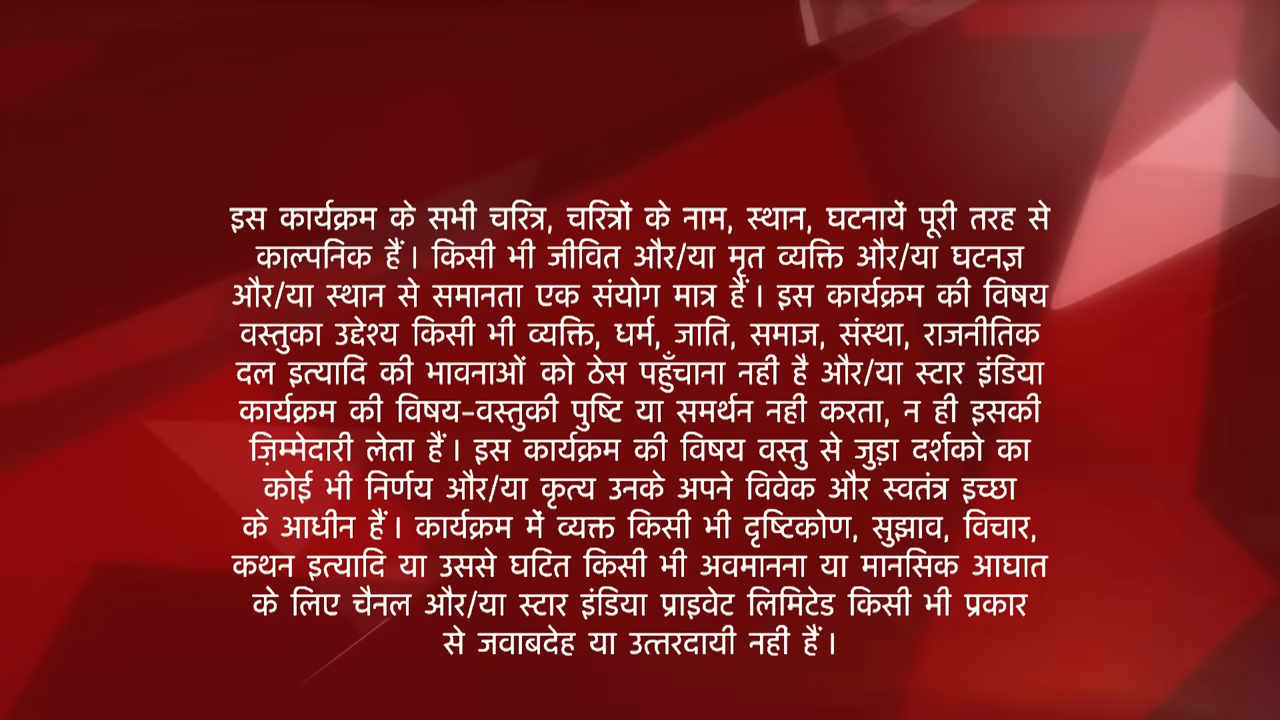 इस कार्यक्रम के सभी चरित्र, चरित्रों के नाम, स्थान, घटनायें पूरी तरह से
काल्पनिक हैं। किसी भी जीवित और/या मृत व्यक्ति और/या घटनज्ञ
और/या स्थान से समानता एक संयोग मात्र हैं। इस कार्यक्रम की विषय
वस्तुका उद्देश्य किसी भी व्यक्ति, धर्म, जाति, समाज, संस्था, राजनीतिक
दल इत्यादि की भावनाओं को ठेस पहुँचाना नही है और/या स्टार इंडिया
कार्यक्रम की विषय-वस्तुकी पुष्टि या समर्थन नही करता, न ही इसकी
ज़िम्मेदारी लेता हैं। इस कार्यक्रम की विषय वस्तु से जुड़ा दर्शको का
कोई भी निर्णय और/या कृत्य उनके अपने विवेक और स्वतंत्र इच्छा
के आधीन हैं। कार्यक्रम में व्यक्त किसी भी दृष्टिकोण, सुझाव, विचार,
कथन इत्यादि या उससे घटित किसी भी अवमानना या मानसिक आघात
के लिए चैनल और/या स्टार इंडिया प्राइवेट लिमिटेड किसी भी प्रकार
से जवाबदेह या उत्तरदायी नही हैं।